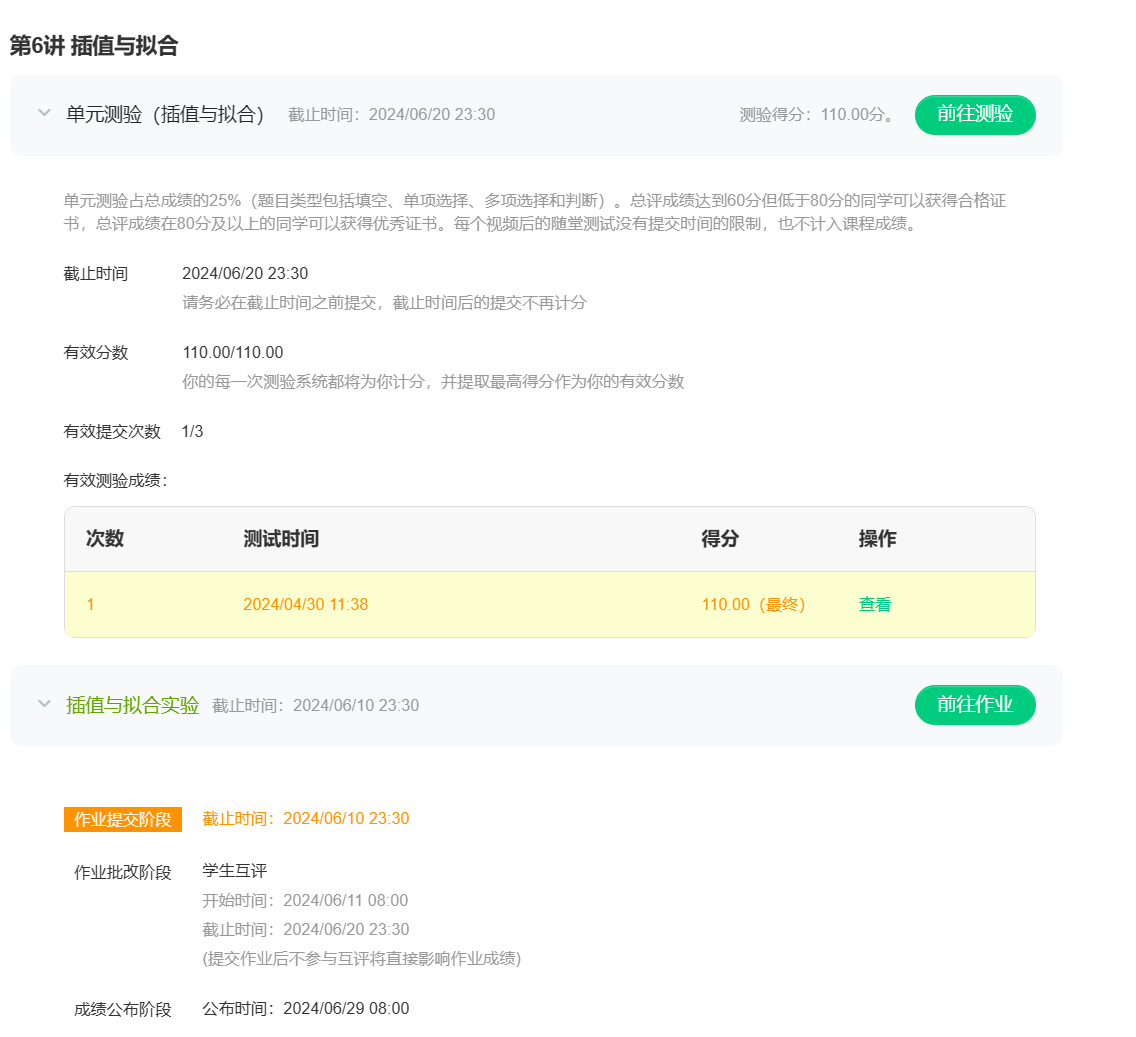 第6讲 插值与拟合
单元测验（插值与拟合） 截止时间：2024/06/20 23:30 测验得分：110.00分。 前往测验
单元测验占总成绩的25%（题目类型包括填空、单项选择、多项选择和判断）。总评成绩达到60分但低于80分的同学可以获得合格证
书，总评成绩在80分及以上的同学可以获得优秀证书。每个视频后的随堂测试没有提交时间的限制，也不计入课程成绩。
截止时间 2024/06/20 23:30
请务必在截止时间之前提交，截止时间后的提交不再计分
有效分数 110.00/110.00
你的每一次测验系统都将为你计分，并提取最高得分作为你的有效分数
有效提交次数 1/3
有效测验成绩：
次数 测试时间 得分 操作
1 2024/04/30 11:38 110.00（最终） 查看
插值与拟合实验 截止时间：2024/06/10 23:30 前往作业
作业提交阶段 截止时间：2024/06/10 23:30
作业批改阶段 学生互评
开始时间：2024/06/11 08:00
截止时间：2024/06/20 23:30
(提交作业后不参与互评将直接影响作业成绩)
成绩公布阶段 公布时间：2024/06/29 08:00